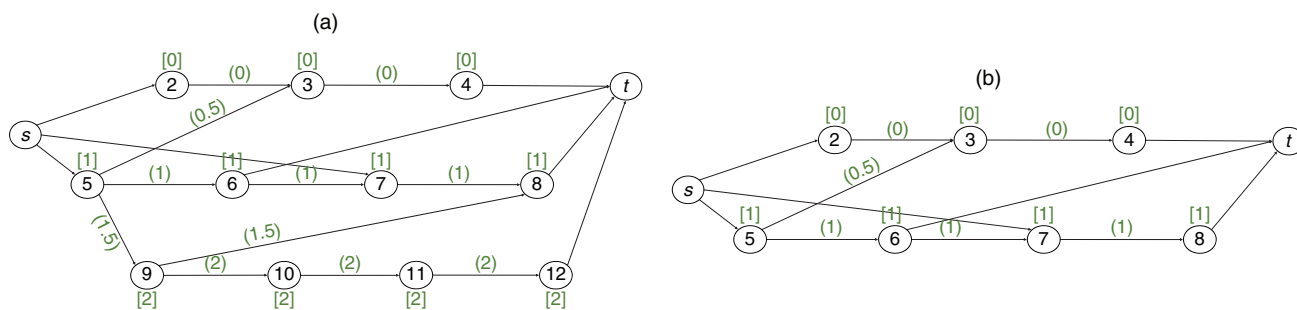 (a)
[0] [0] [0]
2 (0) 3 (0) 4 t
(0.5)
s
[1] [1] [1] [1]
5 (1) 6 (1) 7 (1) 8
(1.5) (1.5)
9 (2) 10 (2) 11 (2) 12
[2] [2] [2] [2]
(b)
[0] [0] [0]
2 (0) 3 (0) 4 t
(0.5)
s
[1] [1] [1] [1]
5 (1) 6 (1) 7 (1) 8